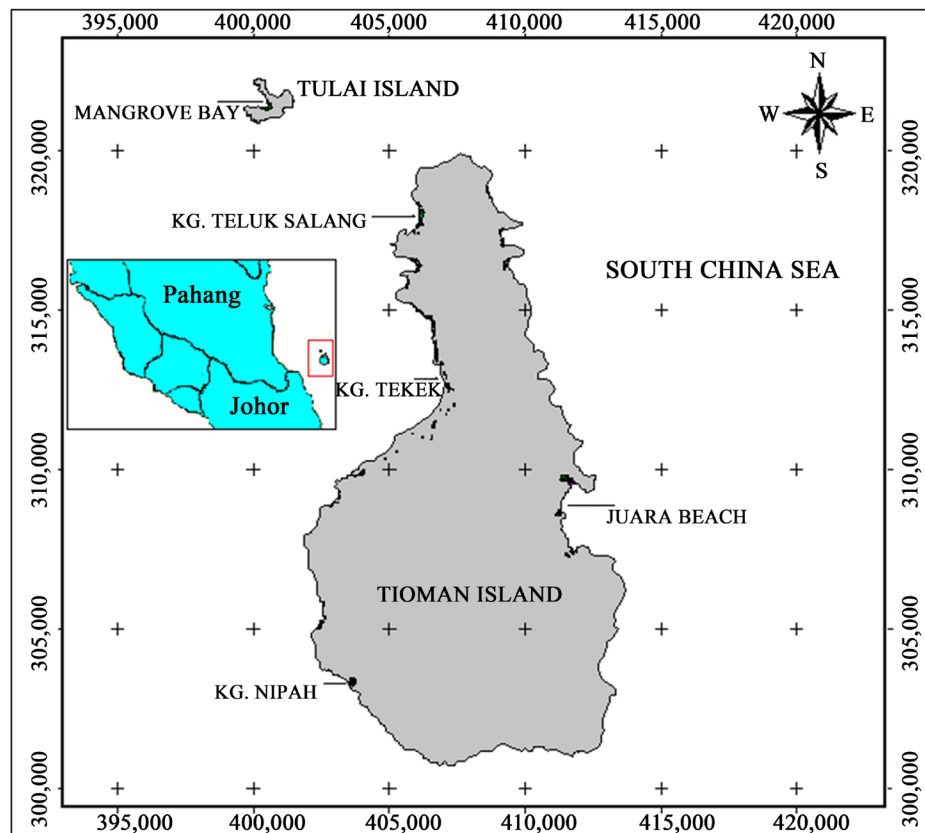 395,000 400,000 405,000 410,000 415,000 420,000
N
W E
S
TULAI ISLAND
MANGROVE BAY
320,000 320,000
KG. TELUK SALANG
SOUTH CHINA SEA
Pahang
315,000 315,000
KG. TEKEK
Johor
310,000 310,000
JUARA BEACH
TIOMAN ISLAND
305,000 305,000
KG. NIPAH
300,000 300,000
395,000 400,000 405,000 410,000 415,000 420,000